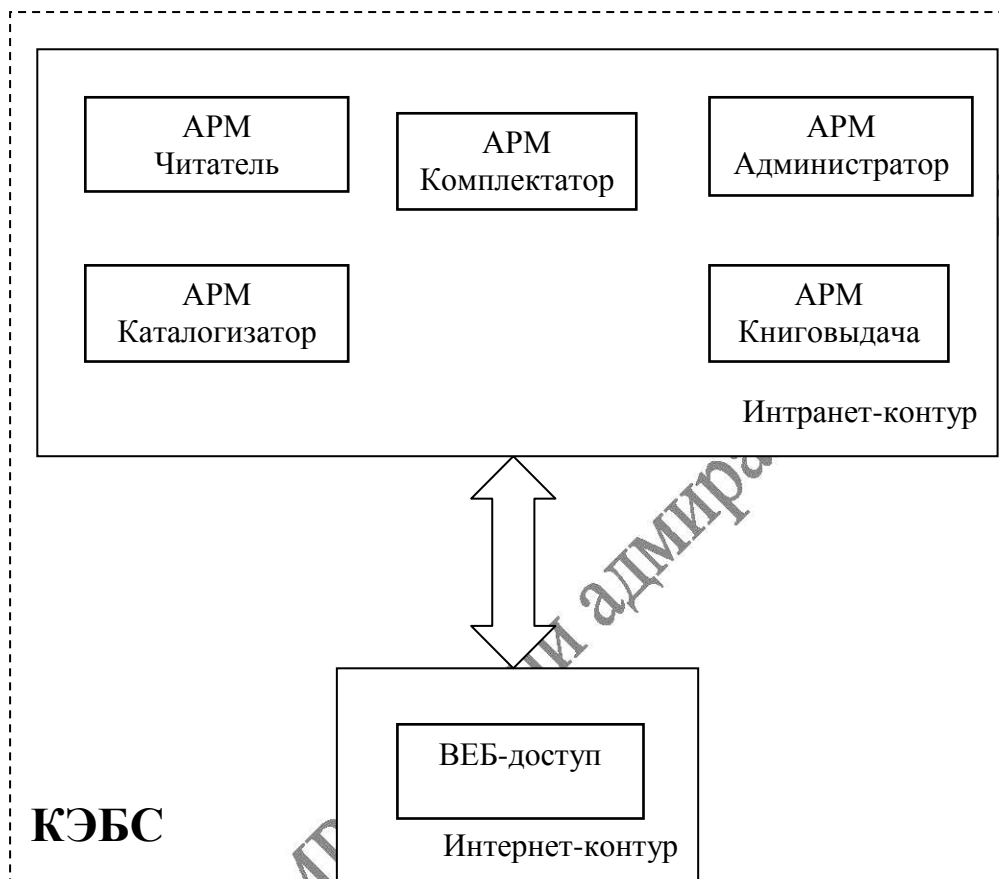 АРМ
Читатель
АРМ
Комплектатор
АРМ
Администратор
АРМ
Каталогизатор
АРМ
Книговыдача
Интранет-контур
ВЕБ-доступ
КЭБС
Интернет-контур